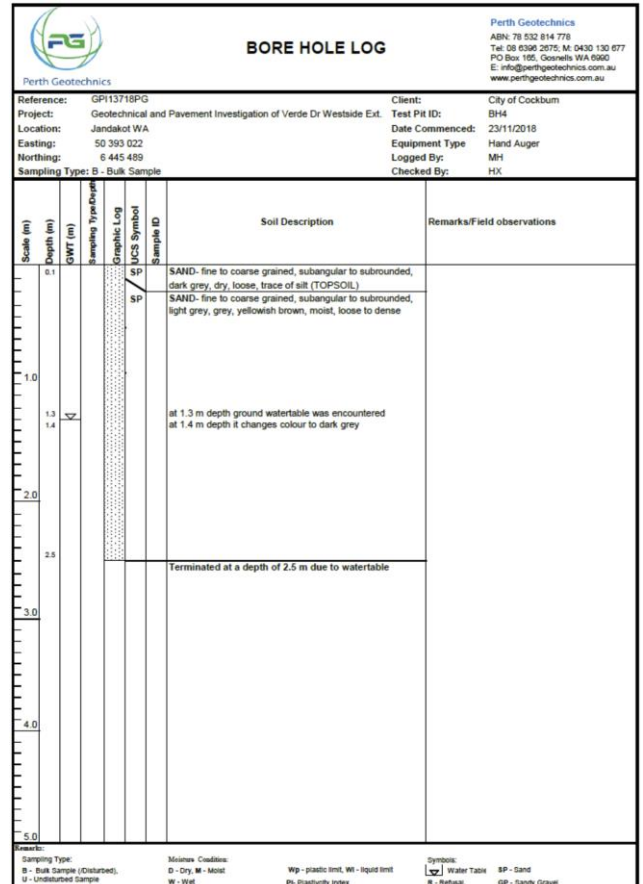 PG
Perth Geotechnics
BORE HOLE LOG
Perth Geotechnics
ABN: 78 532 814 778
Tel: 08 6396 2675; M: 0430 130 677
PO Box 165, Gosnells WA 6990
E: info@perthgeotechnics.com.au
www.perthgeotechnics.com.au
Reference: GPI13718PG Client: City of Cockburn
Project: Geotechnical and Pavement Investigation of Verde Dr Westside Ext. Test Pit ID: BH4
Location: Jandakot WA Date Commenced: 23/11/2018
Easting: 50 393 022 Equipment Type Hand Auger
Northing: 6 445 489 Logged By: MH
Sampling Type: B - Bulk Sample Checked By: HX
Scale (m) Depth (m) GWT (m) Sampling Type/Depth Graphic Log UCS Symbol Sample ID Soil Description Remarks/Field observations
0.1 SP SAND- fine to coarse grained, subangular to subrounded,
dark grey, dry, loose, trace of silt (TOPSOIL)
SP SAND- fine to coarse grained, subangular to subrounded,
light grey, grey, yellowish brown, moist, loose to dense
1.0
1.3 at 1.3 m depth ground watertable was encountered
1.4 at 1.4 m depth it changes colour to dark grey
2.0
2.5
Terminated at a depth of 2.5 m due to watertable
3.0
4.0
5.0
Remarks:
Sampling Type: Moisture Condition: Symbols:
B - Bulk Sample (/Disturbed), D - Dry, M - Moist Wp - plastic limit, Wl - liquid limit Water Table SP - Sand
U - Undisturbed Sample W - Wet PI- Plasticity Index R - Refusal GP - Sandy Gravel